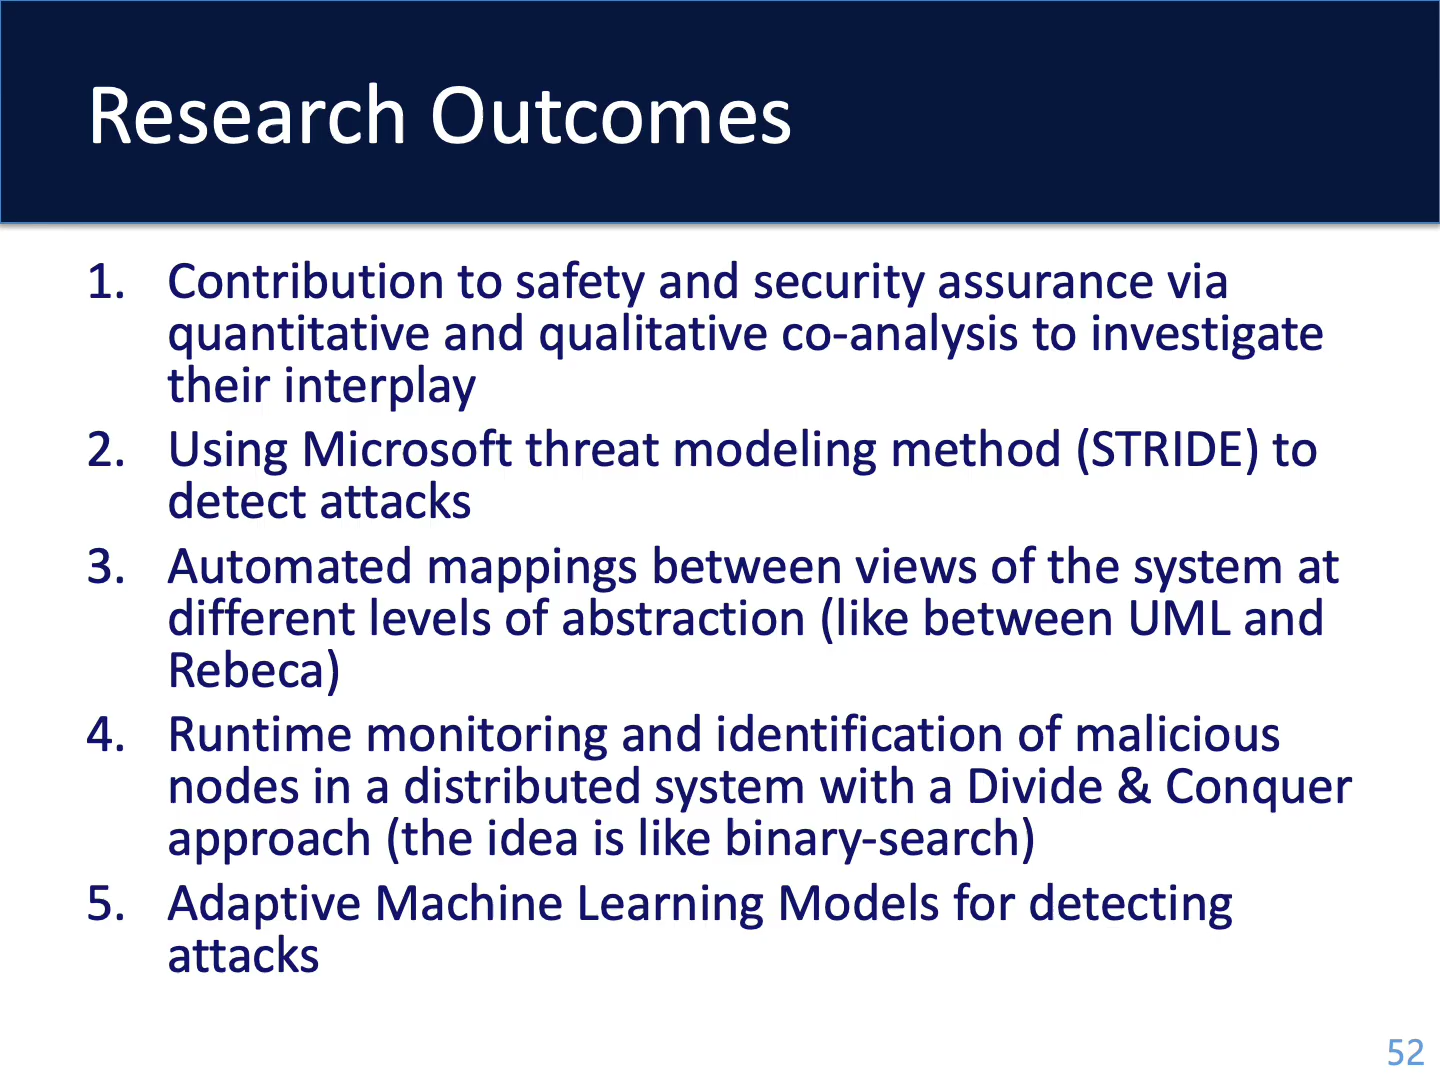 Research Outcomes
1. Contribution to safety and security assurance via
quantitative and qualitative co-analysis to investigate
their interplay
2. Using Microsoft threat modeling method (STRIDE) to
detect attacks
3. Automated mappings between views of the system at
different levels of abstraction (like between UML and
Rebeca)
4. Runtime monitoring and identification of malicious
nodes in a distributed system with a Divide & Conquer
approach (the idea is like binary-search)
5. Adaptive Machine Learning Models for detecting
attacks
52